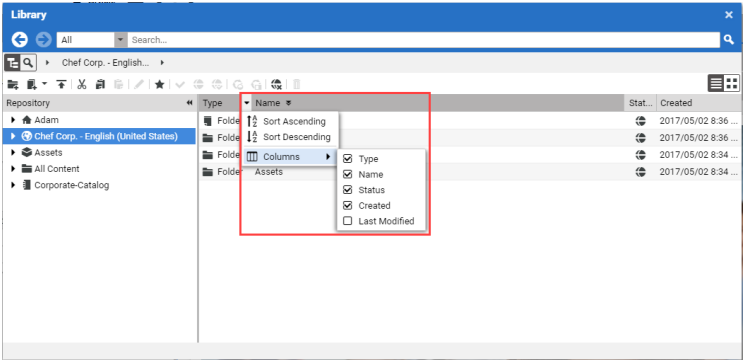 Library
All
Search...
Chef Corp. - English...
Repository
Type
Name
Stat...
Created
Adam
Chef Corp. - English (United States)
Assets
All Content
Corporate-Catalog
Folde
2017/05/02 8:36 ...
Folde
2017/05/02 8:36 ...
Folde
2017/05/02 8:34 ...
Folder
Assets
2017/05/02 8:34 ...
Sort Ascending
Sort Descending
Columns
Type
Name
Status
Created
Last Modified